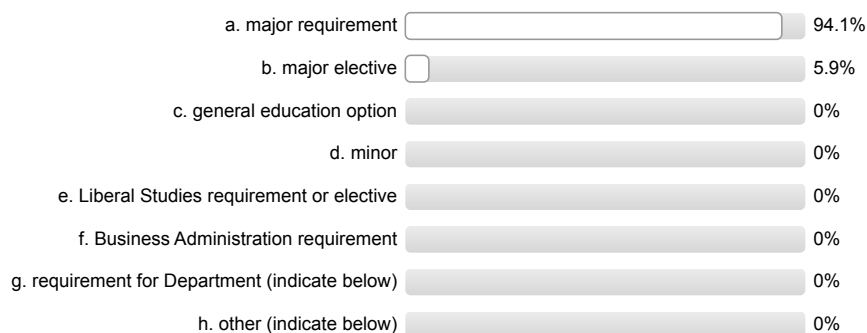 a. major requirement 94.1%
b. major elective 5.9%
c. general education option 0%
d. minor 0%
e. Liberal Studies requirement or elective 0%
f. Business Administration requirement 0%
g. requirement for Department (indicate below) 0%
h. other (indicate below) 0%